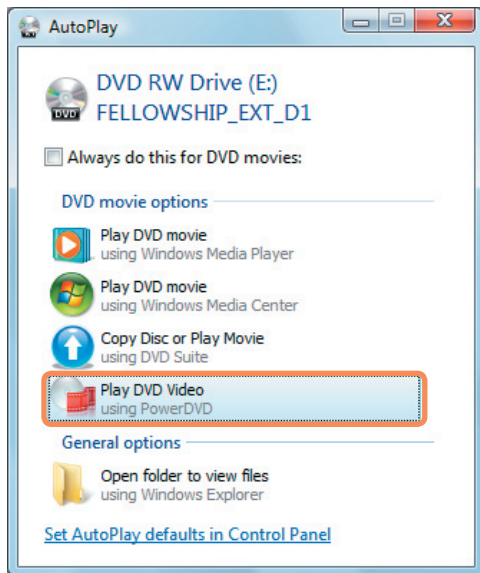 AutoPlay
DVD RW Drive (E:)
FELLOWSHIP_EXT_D1
Always do this for DVD movies:
DVD movie options
Play DVD movie
using Windows Media Player
Play DVD movie
using Windows Media Center
Copy Disc or Play Movie
using DVD Suite
Play DVD Video
using PowerDVD
General options
Open folder to view files
using Windows Explorer
Set AutoPlay defaults in Control Panel